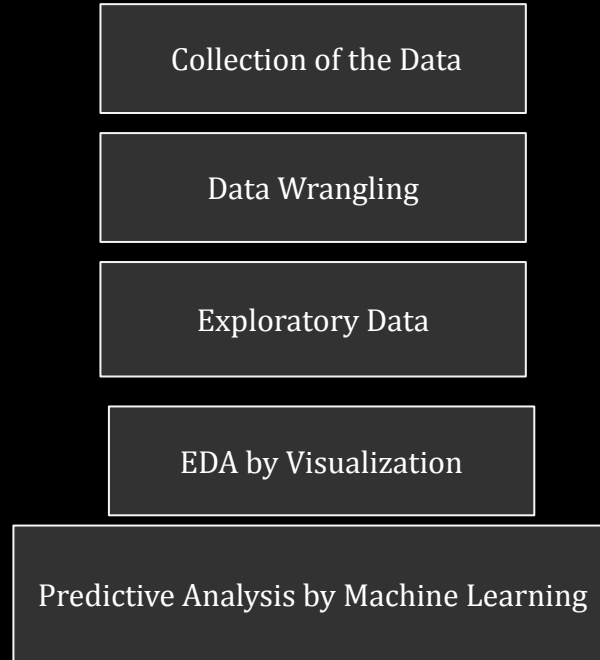 Collection of the Data
Data Wrangling
Exploratory Data
EDA by Visualization
Predictive Analysis by Machine Learning